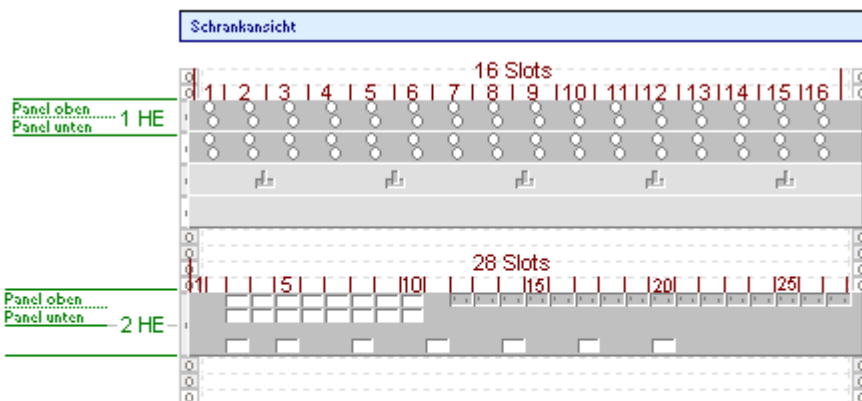 Schrankansicht
16 Slots
1 2 3 4 5 6 7 8 9 10 11 12 13 14 15 16
Panel oben
Panel unten
1 HE
28 Slots
1 5 10 15 20 25
Panel oben
Panel unten
2 HE